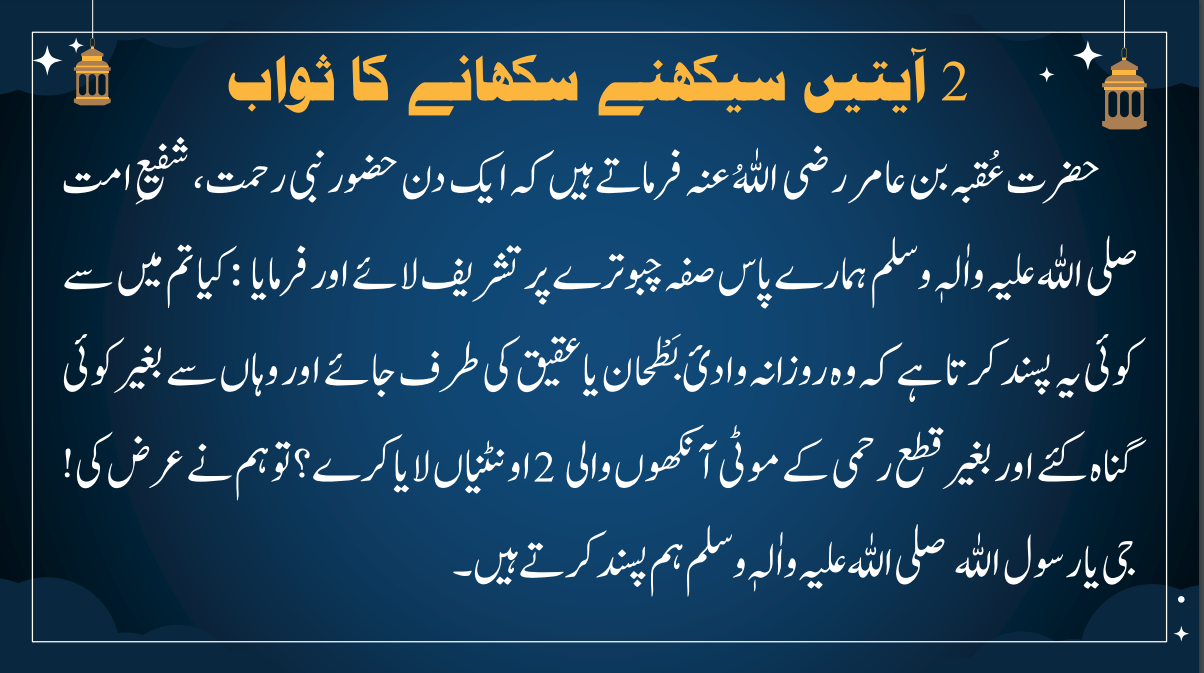 2 آیتیں سیکھنے سکھانے کا ثواب
حضرت عُقبہ بن عامر رضی اللہُ عنہ فرماتے ہیں کہ ایک دن حضور نبی رحمت، شفیعِ امت
صلی اللہ علیہ واٰلہٖ وسلم ہمارے پاس صفہ چبوترے پر تشریف لائے اور فرمایا : کیا تم میں سے
کوئی یہ پسند کرتا ہے کہ وہ روزانہ وادیٔ بَطْحان یا عقیق کی طرف جائے اور وہاں سے بغیر کوئی
گناہ کئے اور بغیر قطع رحمی کے موٹی آنکھوں والی 2 اونٹنیاں لایا کرے؟ تو ہم نے عرض کی!
جی یارسول اللہ صلی اللہ علیہ واٰلہٖ وسلم ہم پسند کرتے ہیں۔